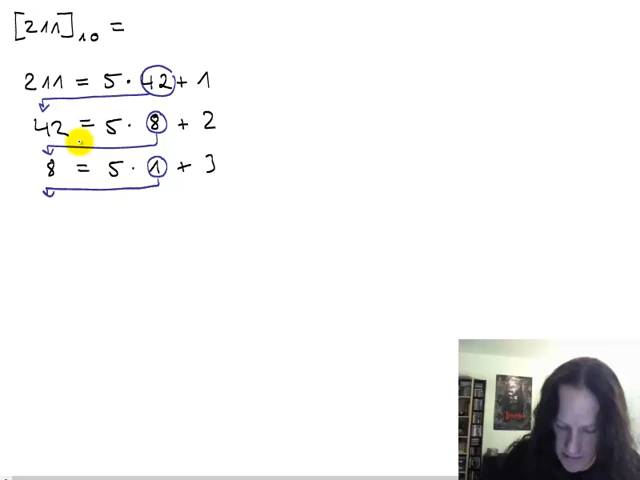 [211]₁₀ =
211 = 5 · 42 + 1
42 = 5 · 8 + 2
8 = 5 · 1 + 3